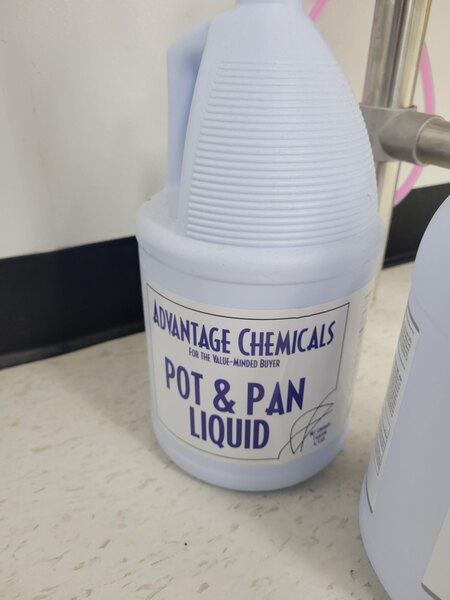 ADVANTAGE CHEMICALS
FOR THE VALUE-MINDED BUYER
POT & PAN
LIQUID